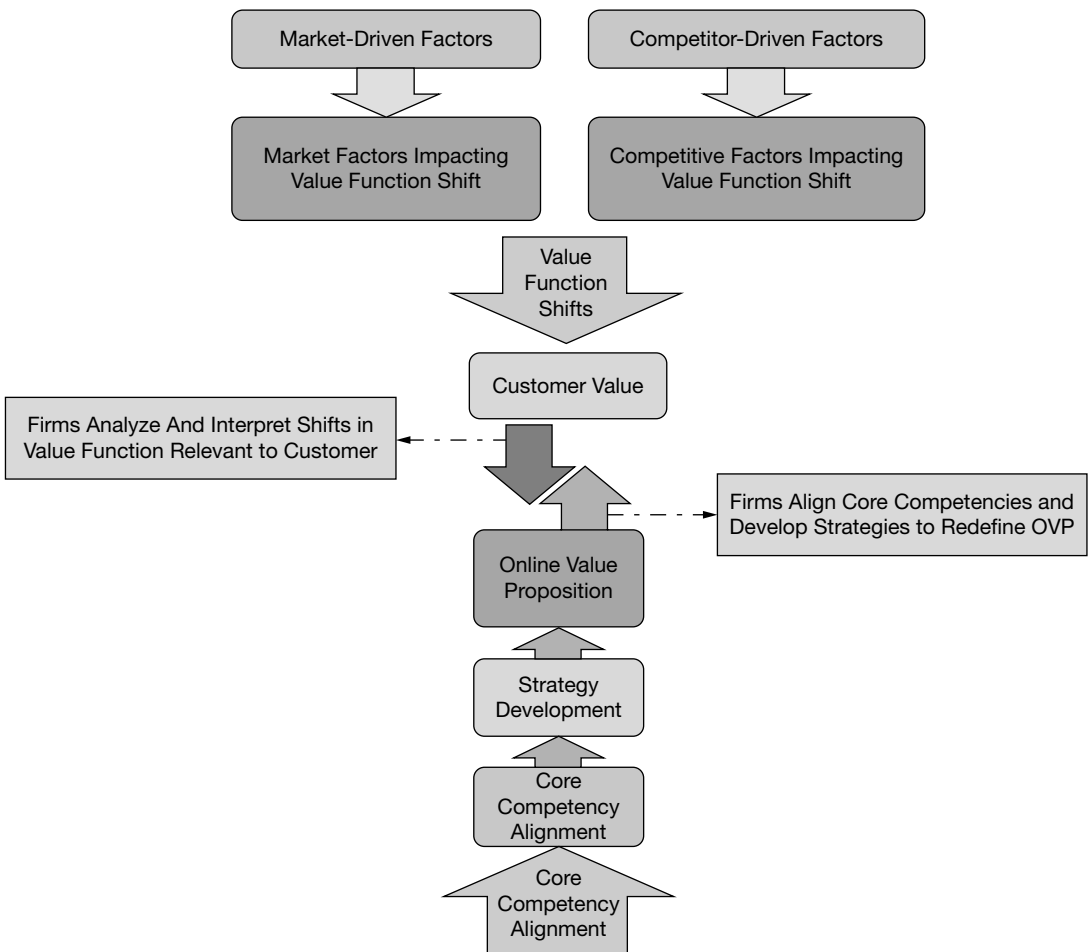 Market-Driven Factors
Competitor-Driven Factors
Market Factors Impacting
Value Function Shift
Competitive Factors Impacting
Value Function Shift
Value
Function
Shifts
Customer Value
Firms Analyze And Interpret Shifts in
Value Function Relevant to Customer
Firms Align Core Competencies and
Develop Strategies to Redefine OVP
Online Value
Proposition
Strategy
Development
Core
Competency
Alignment
Core
Competency
Alignment